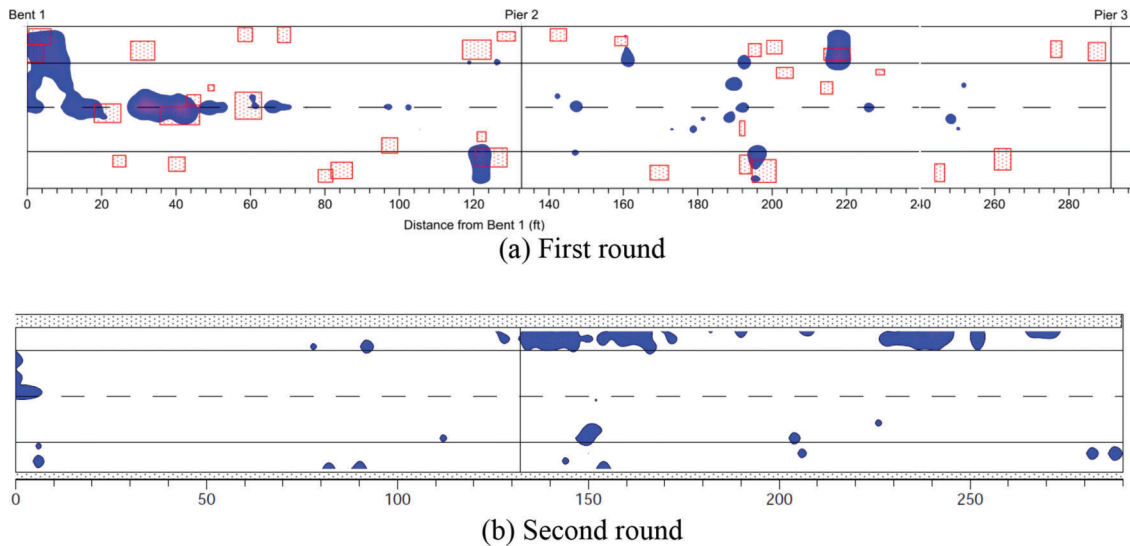 Bent 1 Pier 2 Pier 3
0 20 40 60 80 100 120 140 160 180 200 220 240 260 280
Distance from Bent 1 (ft)
(a) First round
0 50 100 150 200 250
(b) Second round